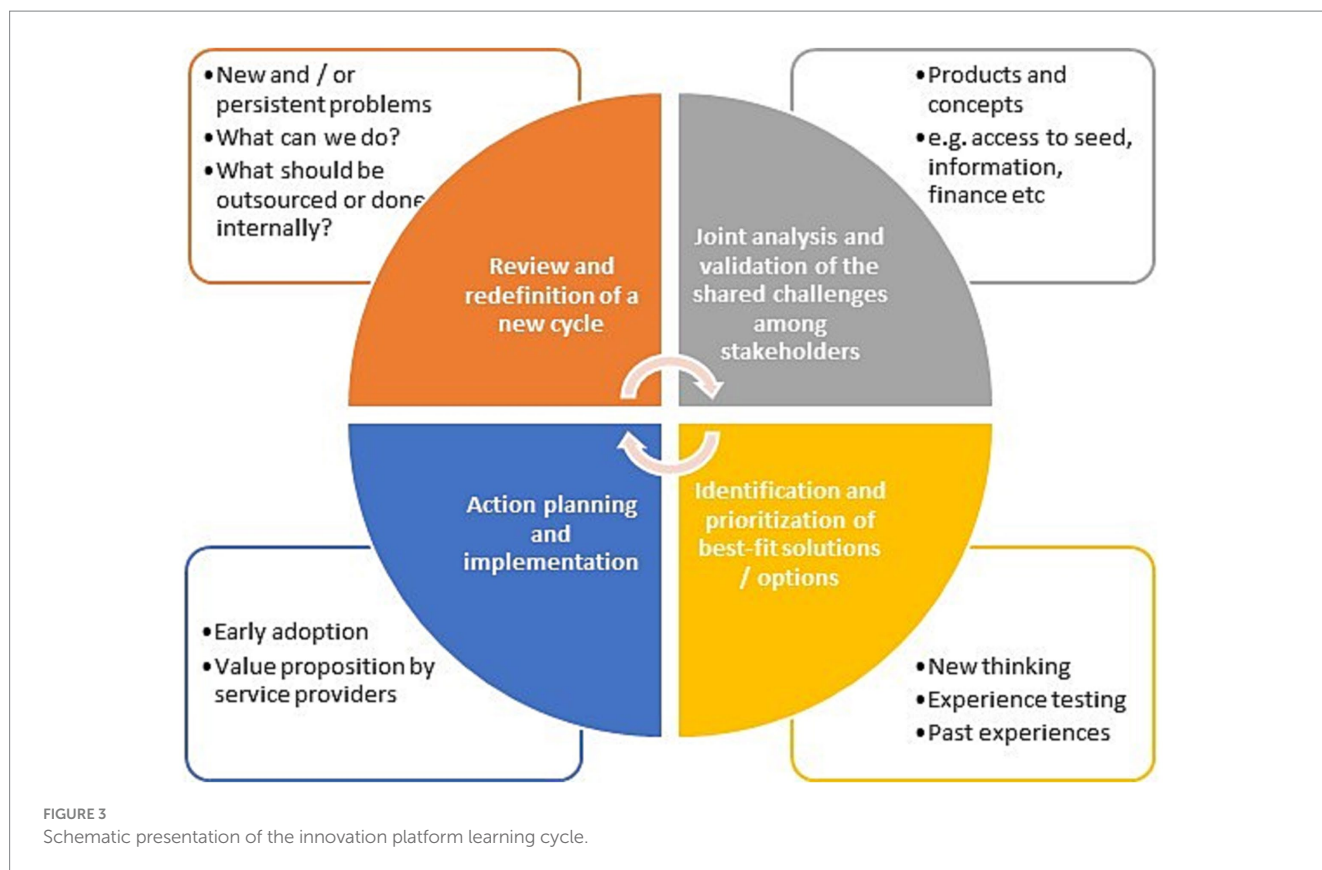 •New and / or
persistent problems
•What can we do?
•What should be
outsourced or done
internally?
•Products and
concepts
•e.g. access to seed,
information,
finance etc
Review and
redefinition of a
new cycle
Joint analysis and
validation of the
shared challenges
among
stakeholders
Action planning
and
implementation
Identification and
prioritization of
best-fit solutions
/ options
•Early adoption
•Value proposition by
service providers
•New thinking
•Experience testing
•Past experiences
FIGURE 3
Schematic presentation of the innovation platform learning cycle.